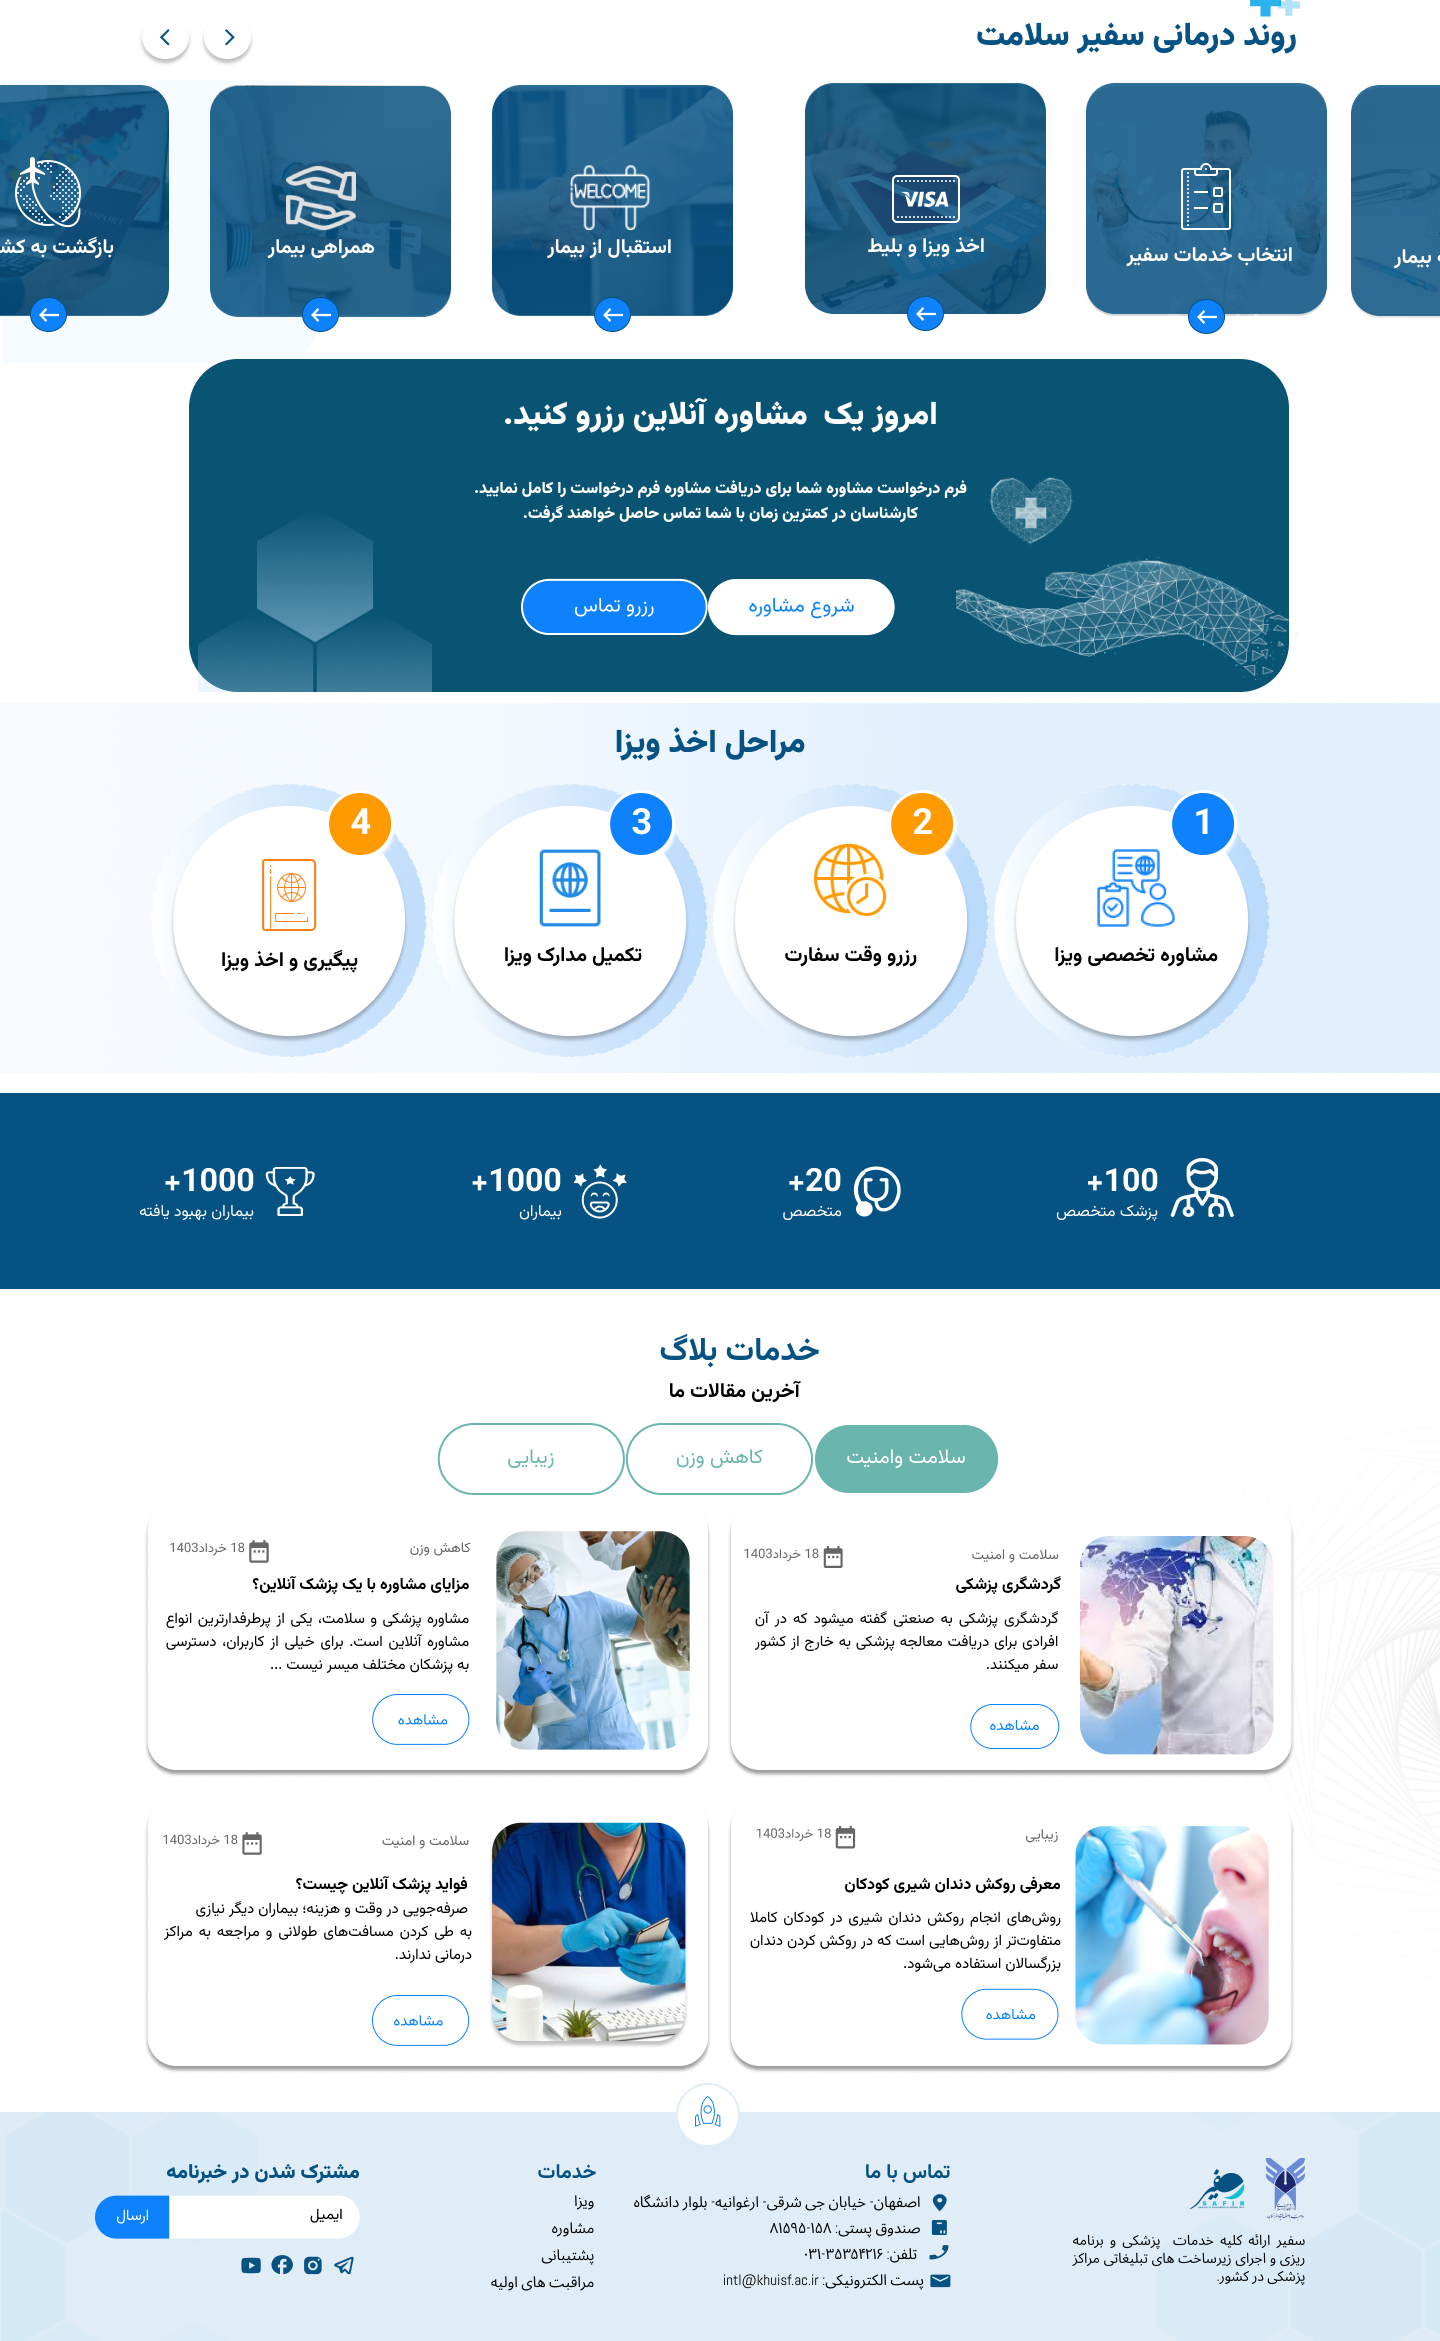 روند درمانی سفیر سلامت
بیمار
انتخاب خدمات سفیر
VISA
اخذ ویزا و بلیط
WELCOME
استقبال از بیمار
همراهی بیمار
بازگشت به
امروز یک مشاوره آنلاین رزرو کنید.
فرم درخواست مشاوره شما برای دریافت مشاوره فرم درخواست را کامل نمایید.
کارشناسان در کمترین زمان با شما تماس حاصل خواهند گرفت.
شروع مشاوره
رزرو تماس
مراحل اخذ ویزا
1
مشاوره تخصصی ویزا
2
رزرو وقت سفارت
3
تکمیل مدارک ویزا
4
پیگیری و اخذ ویزا
+100
پزشک متخصص
+20
متخصص
+1000
بیماران
+1000
بیماران بهبود یافته
خدمات بلاگ
آخرین مقالات ما
سلامت وامنیت
کاهش وزن
زیبایی
سلامت و امنیت
18 خرداد1403
گردشگری پزشکی
گردشگری پزشکی به صنعتی گفته میشود که در آن
افرادی برای دریافت معالجه پزشکی به خارج از کشور
سفر میکنند.
مشاهده
کاهش وزن
18 خرداد1403
مزایای مشاوره با یک پزشک آنلاین؟
مشاوره پزشکی و سلامت، یکی از پرطرفدارترین انواع
مشاوره آنلاین است. برای خیلی از کاربران، دسترسی
به پزشکان مختلف میسر نیست ...
مشاهده
زیبایی
18 خرداد1403
معرفی روکش دندان شیری کودکان
روش‌های انجام روکش دندان شیری در کودکان کاملا
متفاوت‌تر از روش‌هایی است که در روکش کردن دندان
بزرگسالان استفاده می‌شود.
مشاهده
سلامت و امنیت
18 خرداد1403
فواید پزشک آنلاین چیست؟
صرفه‌جویی در وقت و هزینه؛ بیماران دیگر نیازی
به طی کردن مسافت‌های طولانی و مراجعه به مراکز
درمانی ندارند.
مشاهده
سفیر
SAFIR
سفیر ارائه کلیه خدمات پزشکی و برنامه
ریزی و اجرای زیرساخت های تبلیغاتی مراکز
پزشکی در کشور.
تماس با ما
اصفهان- خیابان جی شرقی- ارغوانیه- بلوار دانشگاه
صندوق پستی: ۱۵۸-۸۱۵۹۵
تلفن: ۳۵۳۵۴۲۱۶-۰۳۱
پست الکترونیکی: intl@khuisf.ac.ir
خدمات
ویزا
مشاوره
پشتیبانی
مراقبت های اولیه
مشترک شدن در خبرنامه
ایمیل
ارسال